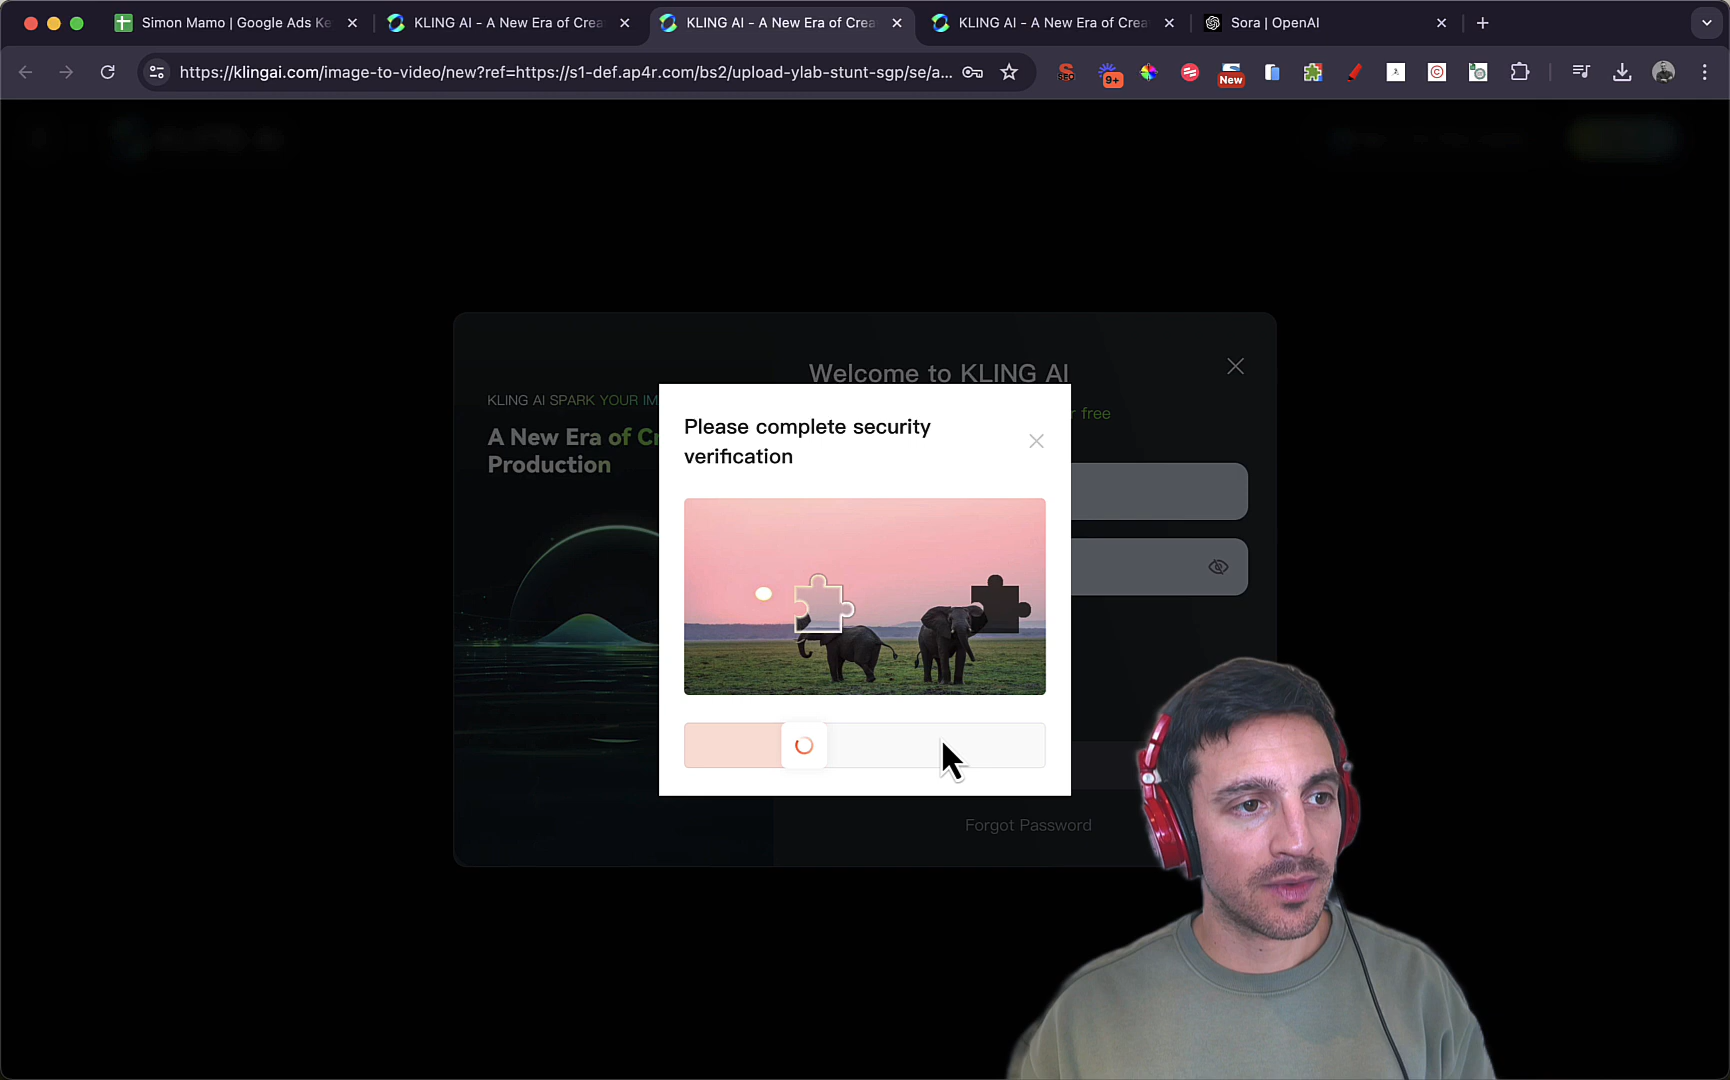 Simon Mamo | Google Ads Ke
KLING AI - A New Era of Crea
KLING AI - A New Era of Crea
KLING AI - A New Era of Crea
Sora | OpenAI
https://klingai.com/image-to-video/new?ref=https://s1-def.ap4r.com/bs2/upload-ylab-stunt-sgp/se/a...
SEO
9+
New
Welcome to KLING AI
r free
KLING AI SPARK YOUR IM
A New Era of Cr
Production
Please complete security
verification
Forgot Password